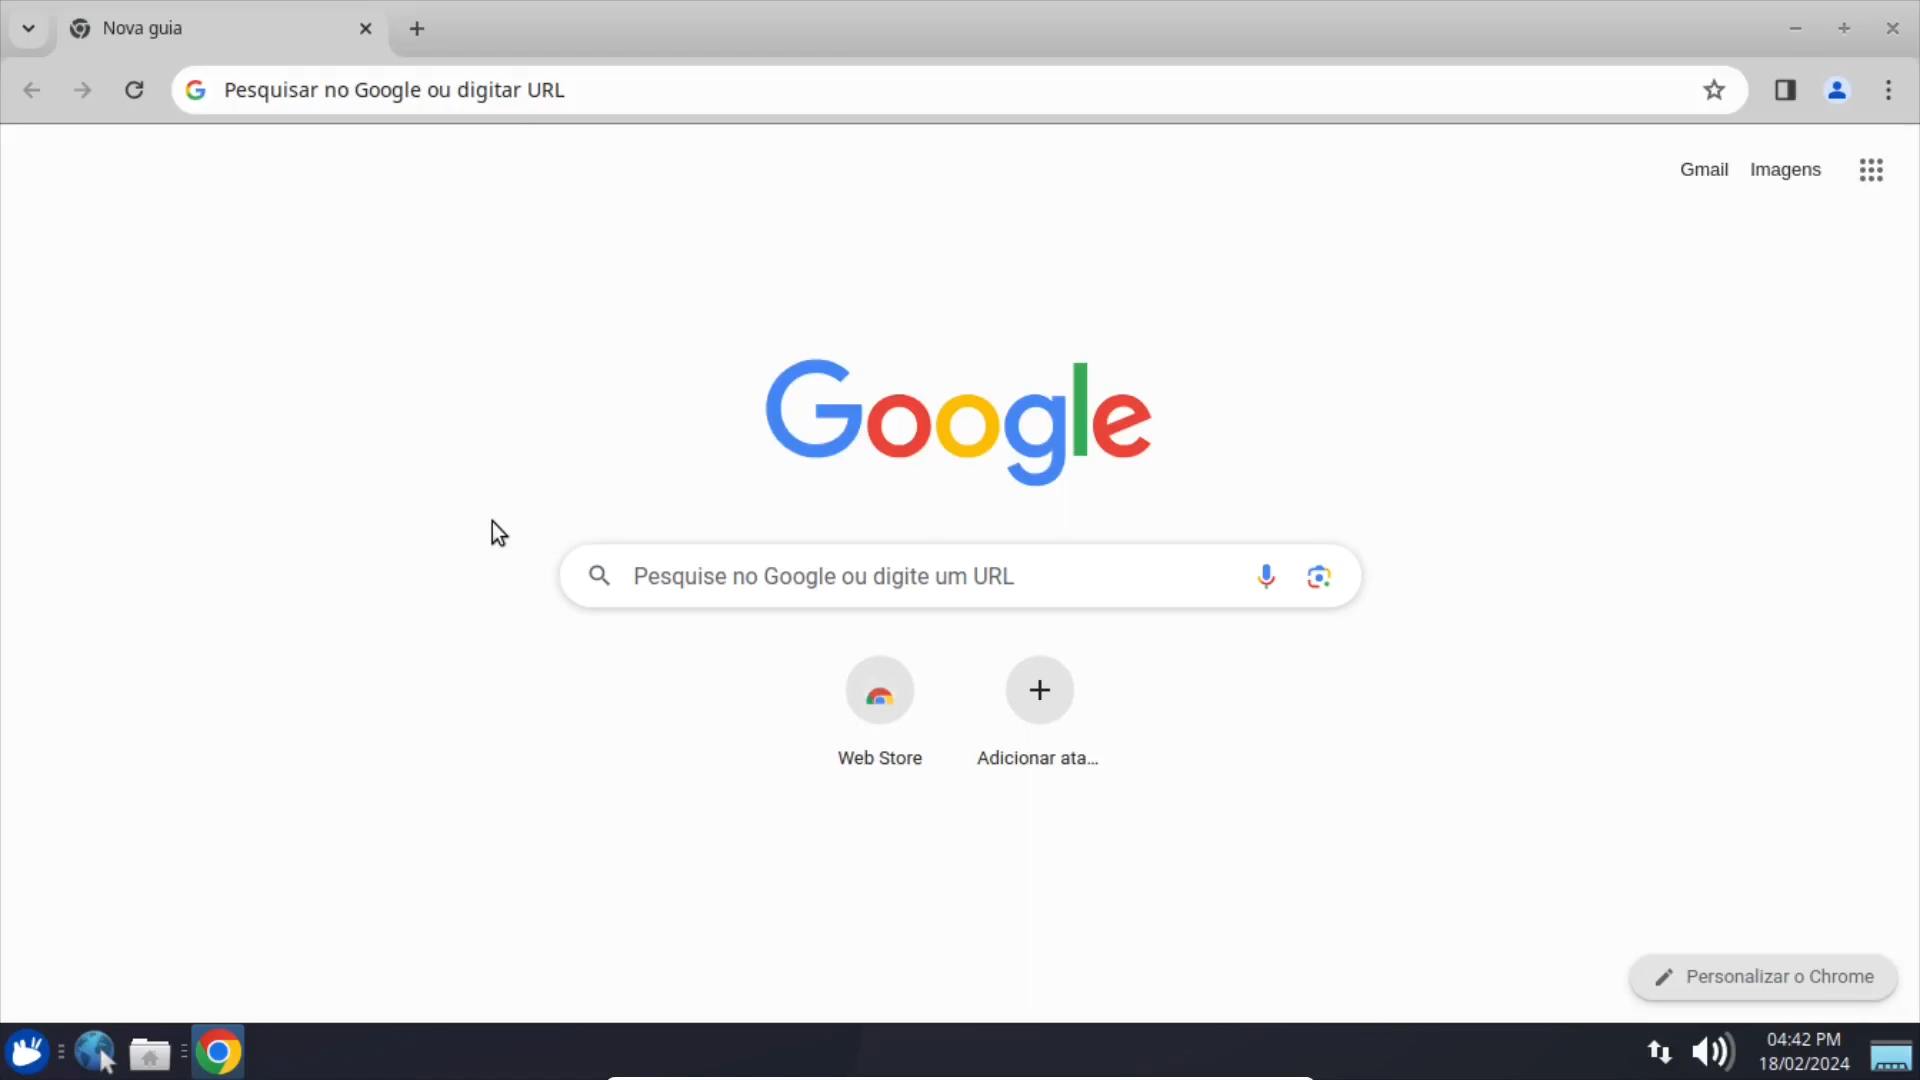 Nova guia
Pesquisar no Google ou digitar URL
Gmail Imagens
Google
Pesquise no Google ou digite um URL
Web Store Adicionar ata...
Personalizar o Chrome
04:42 PM
18/02/2024